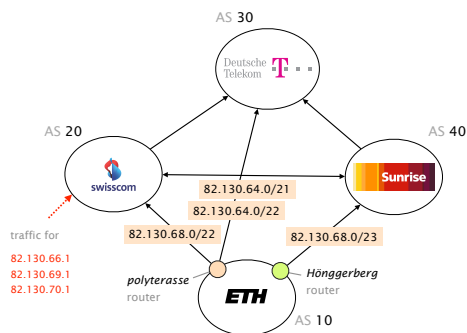 AS 30
Deutsche
Telekom
T
AS 20
AS 40
swisscom
Sunrise
82.130.64.0/21
82.130.64.0/22
82.130.68.0/22
82.130.68.0/23
traffic for
82.130.66.1
82.130.69.1
82.130.70.1
polyterasse
router
Hönggerberg
router
ETH
AS 10